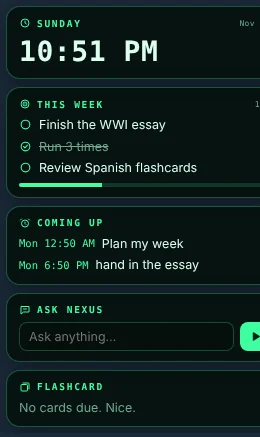 SUNDAY
Nov
10:51 PM
THIS WEEK
1
Finish the WWI essay
Run 3 times
Review Spanish flashcards
COMING UP
Mon 12:50 AM Plan my week
Mon 6:50 PM hand in the essay
ASK NEXUS
Ask anything...
FLASHCARD
No cards due. Nice.